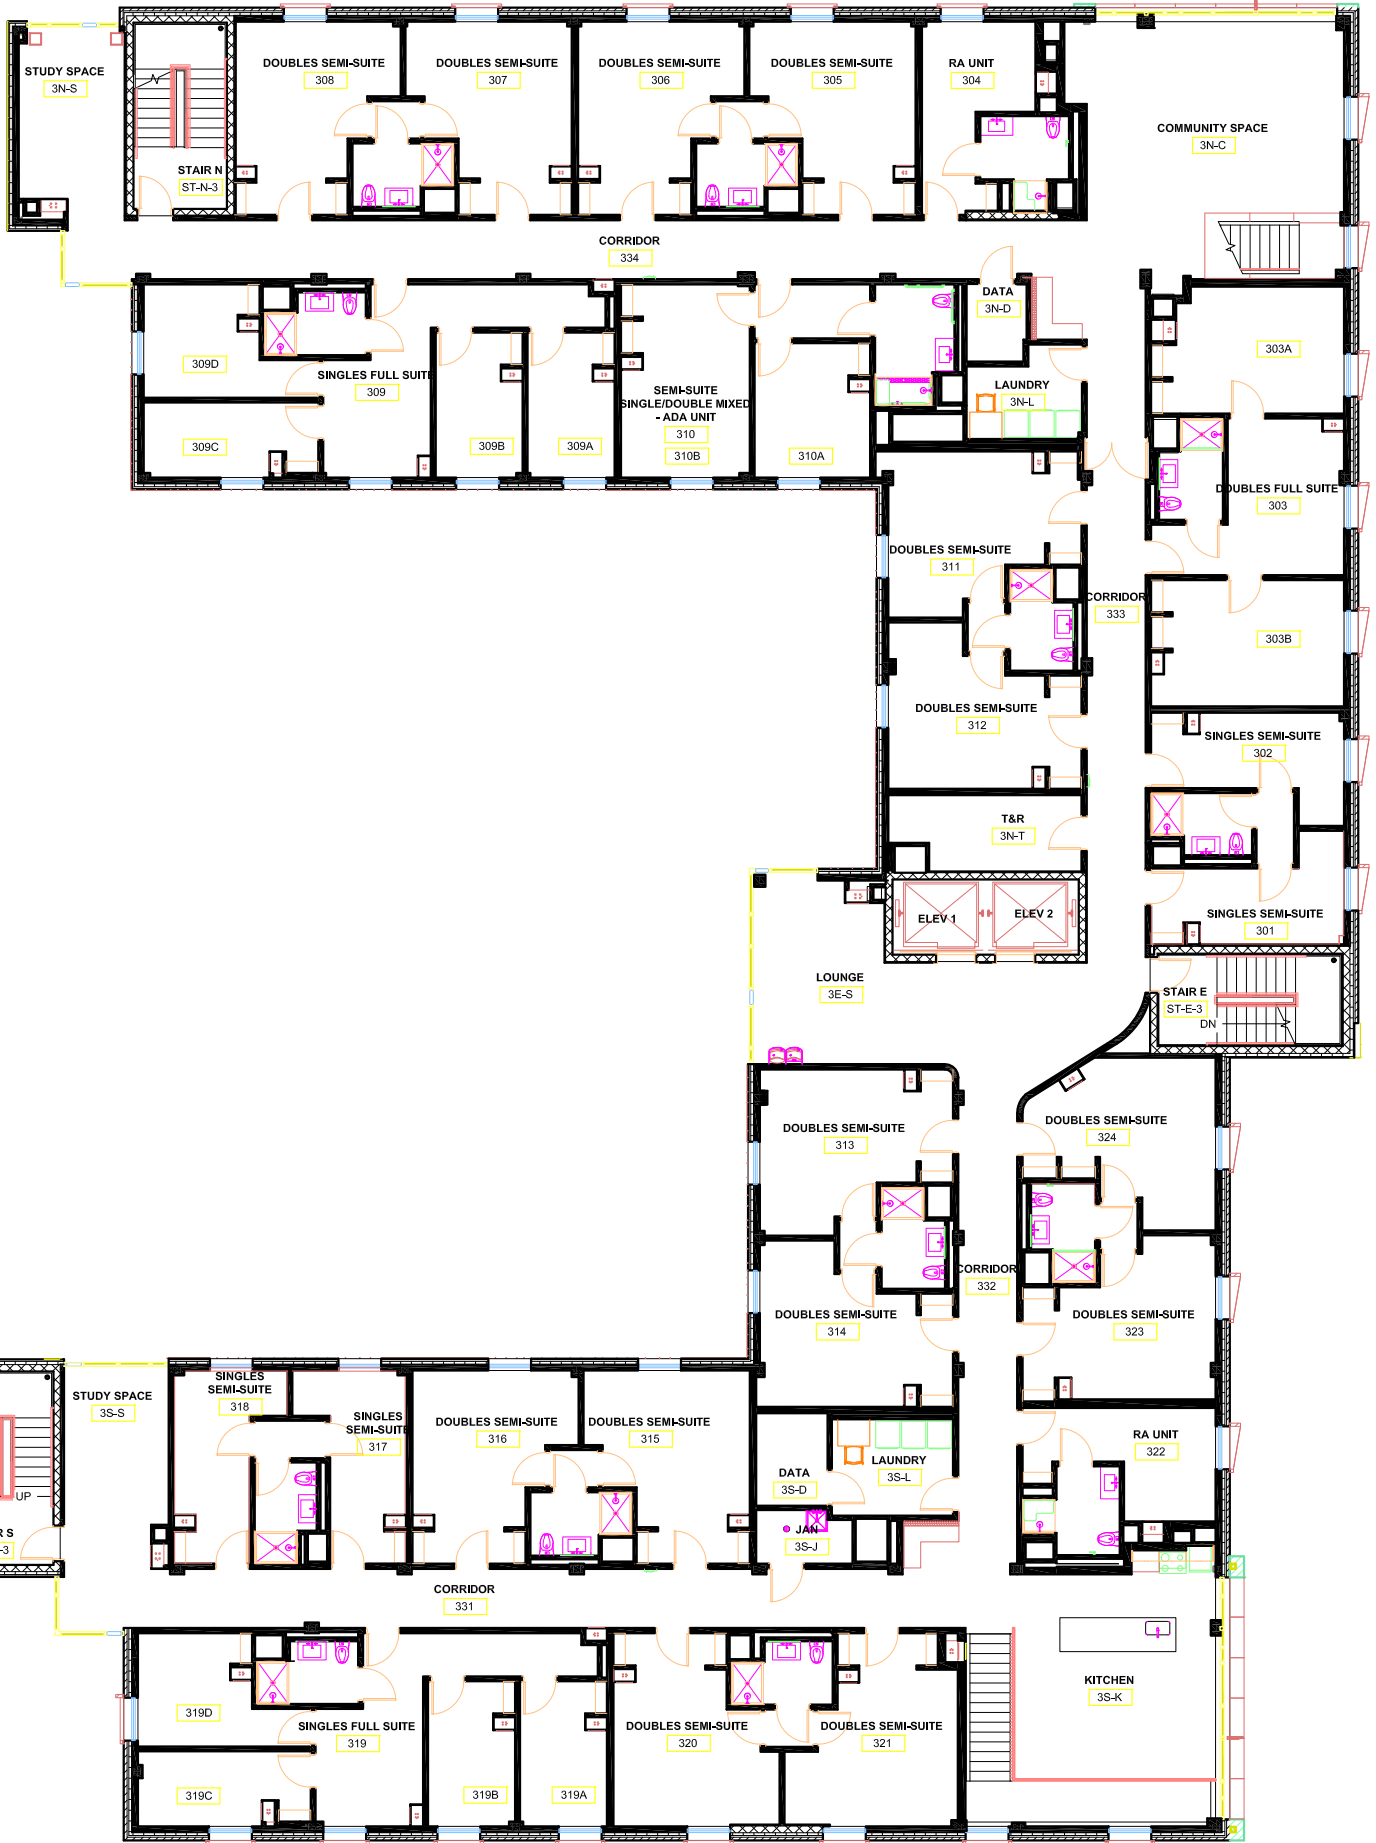 STUDY SPACE
3N-S
STAIR N
ST-N-3
DOUBLES SEMI-SUITE
308
DOUBLES SEMI-SUITE
307
DOUBLES SEMI-SUITE
306
DOUBLES SEMI-SUITE
305
RA UNIT
304
COMMUNITY SPACE
3N-C
CORRIDOR
334
DATA
3N-D
LAUNDRY
3N-L
309D
SINGLES FULL SUITE
309
309C
309B
309A
SEMI-SUITE
SINGLE/DOUBLE MIXED
- ADA UNIT
310
310B
310A
303A
DOUBLES FULL SUITE
303
303B
DOUBLES SEMI-SUITE
311
CORRIDOR
333
DOUBLES SEMI-SUITE
312
SINGLES SEMI-SUITE
302
T&R
3N-T
SINGLES SEMI-SUITE
301
ELEV 1
ELEV 2
LOUNGE
3E-S
STAIR E
ST-E-3
DN
DOUBLES SEMI-SUITE
313
DOUBLES SEMI-SUITE
324
CORRIDOR
332
DOUBLES SEMI-SUITE
314
DOUBLES SEMI-SUITE
323
STUDY SPACE
3S-S
SINGLES
SEMI-SUITE
318
SINGLES
SEMI-SUITE
317
DOUBLES SEMI-SUITE
316
DOUBLES SEMI-SUITE
315
DATA
3S-D
LAUNDRY
3S-L
RA UNIT
322
UP
R S
-3
JAN
3S-J
CORRIDOR
331
319D
SINGLES FULL SUITE
319
319C
319B
319A
DOUBLES SEMI-SUITE
320
DOUBLES SEMI-SUITE
321
KITCHEN
3S-K